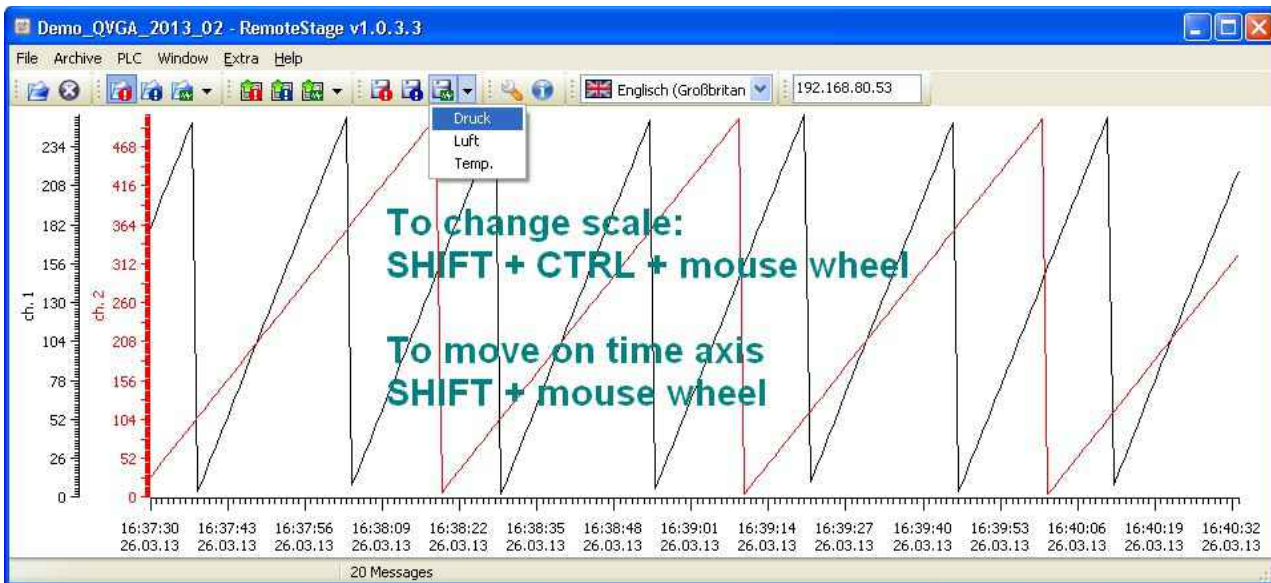 Demo_QVGA_2013_02 - RemoteStage v1.0.3.3
File Archive PLC Window Extra Help
Englisch (Großbritan
192.168.80.53
Druck
Luft
Temp.
To change scale:
SHIFT + CTRL + mouse wheel
To move on time axis
SHIFT + mouse wheel
ch. 1
234
208
182
156
130
104
78
52
26
0
ch. 2
468
416
364
312
260
208
156
104
52
0
16:37:30 16:37:43 16:37:56 16:38:09 16:38:22 16:38:35 16:38:48 16:39:01 16:39:14 16:39:27 16:39:40 16:39:53 16:40:06 16:40:19 16:40:32
26.03.13 26.03.13 26.03.13 26.03.13 26.03.13 26.03.13 26.03.13 26.03.13 26.03.13 26.03.13 26.03.13 26.03.13 26.03.13 26.03.13 26.03.13
20 Messages